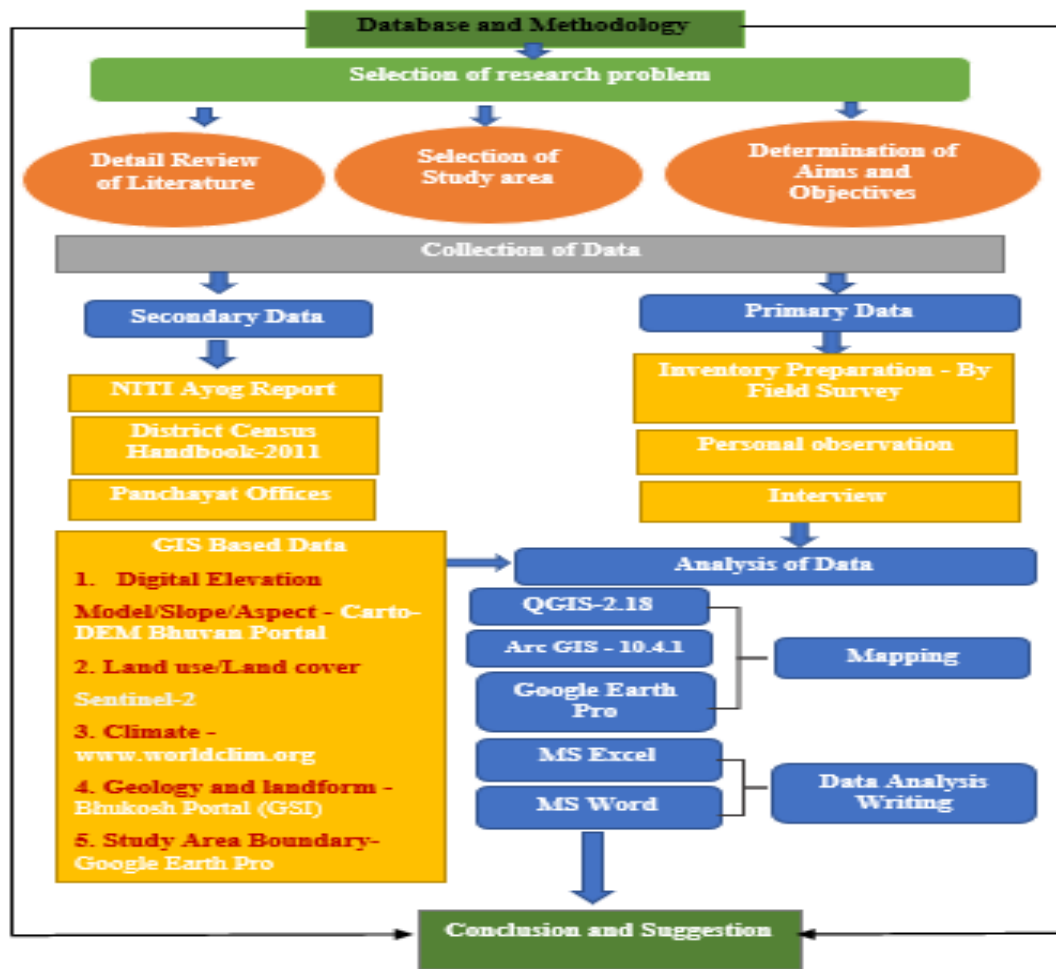 Database and Methodology
Selection of research problem
Detail Review
of Literature
Selection of
Study area
Determination of
Aims and
Objectives
Collection of Data
Secondary Data
NITI Ayog Report
District Census
Handbook-2011
Panchayat Offices
GIS Based Data
1. Digital Elevation
Model/Slope/Aspect - Carto-
DEM Bhuvan Portal
2. Land use/Land cover
Sentinel-2
3. Climate -
www.worldclim.org
4. Geology and landform -
Bhukosh Portal (GSI)
5. Study Area Boundary-
Google Earth Pro
Primary Data
Inventory Preparation - By
Field Survey
Personal observation
Interview
Analysis of Data
QGIS-2.18
Arc GIS - 10.4.1
Google Earth
Pro
Mapping
MS Excel
MS Word
Data Analysis
Writing
Conclusion and Suggestion